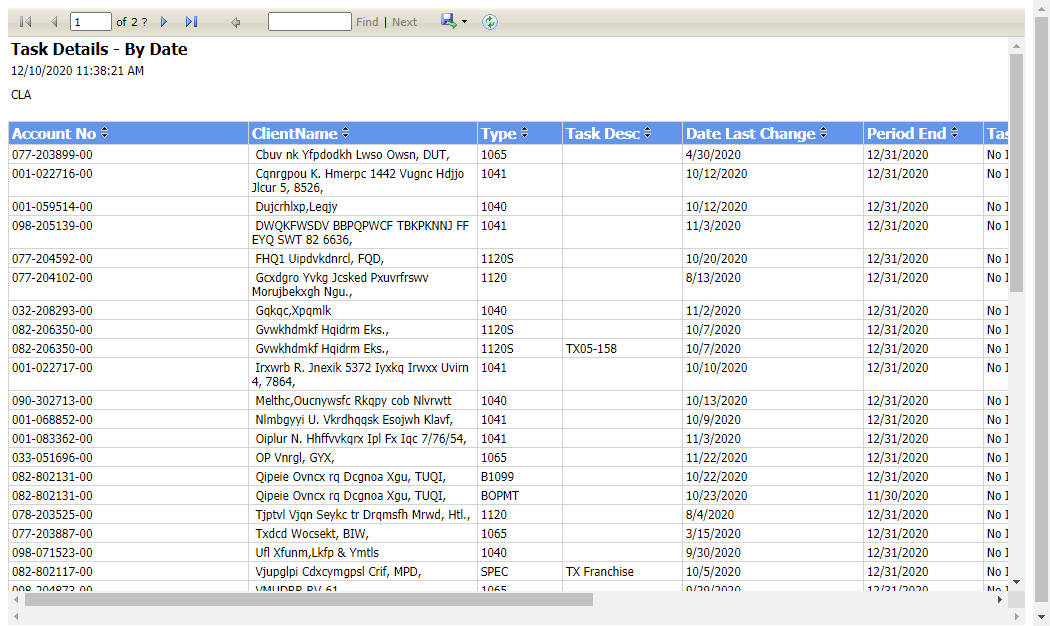 1 of 2 ? Find | Next
Task Details - By Date
12/10/2020 11:38:21 AM
CLA
Account No ClientName Type Task Desc Date Last Change Period End Tas
077-203899-00 Cbuv nk Yfpdodkh Lwso Owsn, DUT, 1065 4/30/2020 12/31/2020 No I
001-022716-00 Cqnrgpou K. Hmerpc 1442 Vugnc Hdjjo 1041 10/12/2020 12/31/2020 No I
Jlcur 5, 8526,
001-059514-00 Dujcrhlxp,Leqjy 1040 10/12/2020 12/31/2020 No I
098-205139-00 DWQKFWSDV BBPQPWCF TBKPKNNJ FF 1041 11/3/2020 12/31/2020 No I
EYQ SWT 82 6636,
077-204592-00 FHQ1 Uipdvkdnrcl, FQD, 1120S 10/20/2020 12/31/2020 No I
077-204102-00 Gcxdgro Yvkg Jcsked Pxuvrfrswv 1120 8/13/2020 12/31/2020 No I
Morujbekxgh Ngu.,
032-208293-00 Gqkqc,Xpqmlk 1040 11/2/2020 12/31/2020 No I
082-206350-00 Gvwkhdmkf Hqidrm Eks., 1120S 10/7/2020 12/31/2020 No I
082-206350-00 Gvwkhdmkf Hqidrm Eks., 1120S TX05-158 10/7/2020 12/31/2020 No I
001-022717-00 Irxwrb R. Jnexik 5372 Iyxkq Irwxx Uvirn 1041 10/10/2020 12/31/2020 No I
4, 7864,
090-302713-00 Melthc,Oucnywsfc Rkqpy cob Nlvrwtt 1040 10/13/2020 12/31/2020 No I
001-068852-00 Nlmbgyyi U. Vkrdhqqsk Esojwh Klavf, 1041 10/9/2020 12/31/2020 No I
001-083362-00 Oiplur N. Hhffvvkqrx Ipl Fx Iqc 7/76/54, 1041 11/3/2020 12/31/2020 No I
033-051696-00 OP Vnrgl, GYX, 1065 11/22/2020 12/31/2020 No I
082-802131-00 Qipeie Ovncx rq Dcgnoa Xgu, TUQI, B1099 10/22/2020 12/31/2020 No I
082-802131-00 Qipeie Ovncx rq Dcgnoa Xgu, TUQI, BOPMT 10/23/2020 11/30/2020 No I
078-203525-00 Tjptvl Vjqn Seykc tr Drqmsfh Mrwd, Htl., 1120 8/4/2020 12/31/2020 No I
077-203887-00 Txdcd Wocsekt, BIW, 1065 3/15/2020 12/31/2020 No I
098-071523-00 Ufl Xfunm,Lkfp & Ymtls 1040 9/30/2020 12/31/2020 No I
082-802117-00 Vjupglpi Cdxcymgpsl Crif, MPD, SPEC TX Franchise 10/5/2020 12/31/2020 No I
098-204873-00 1065 9/29/2020 12/31/2020 No I